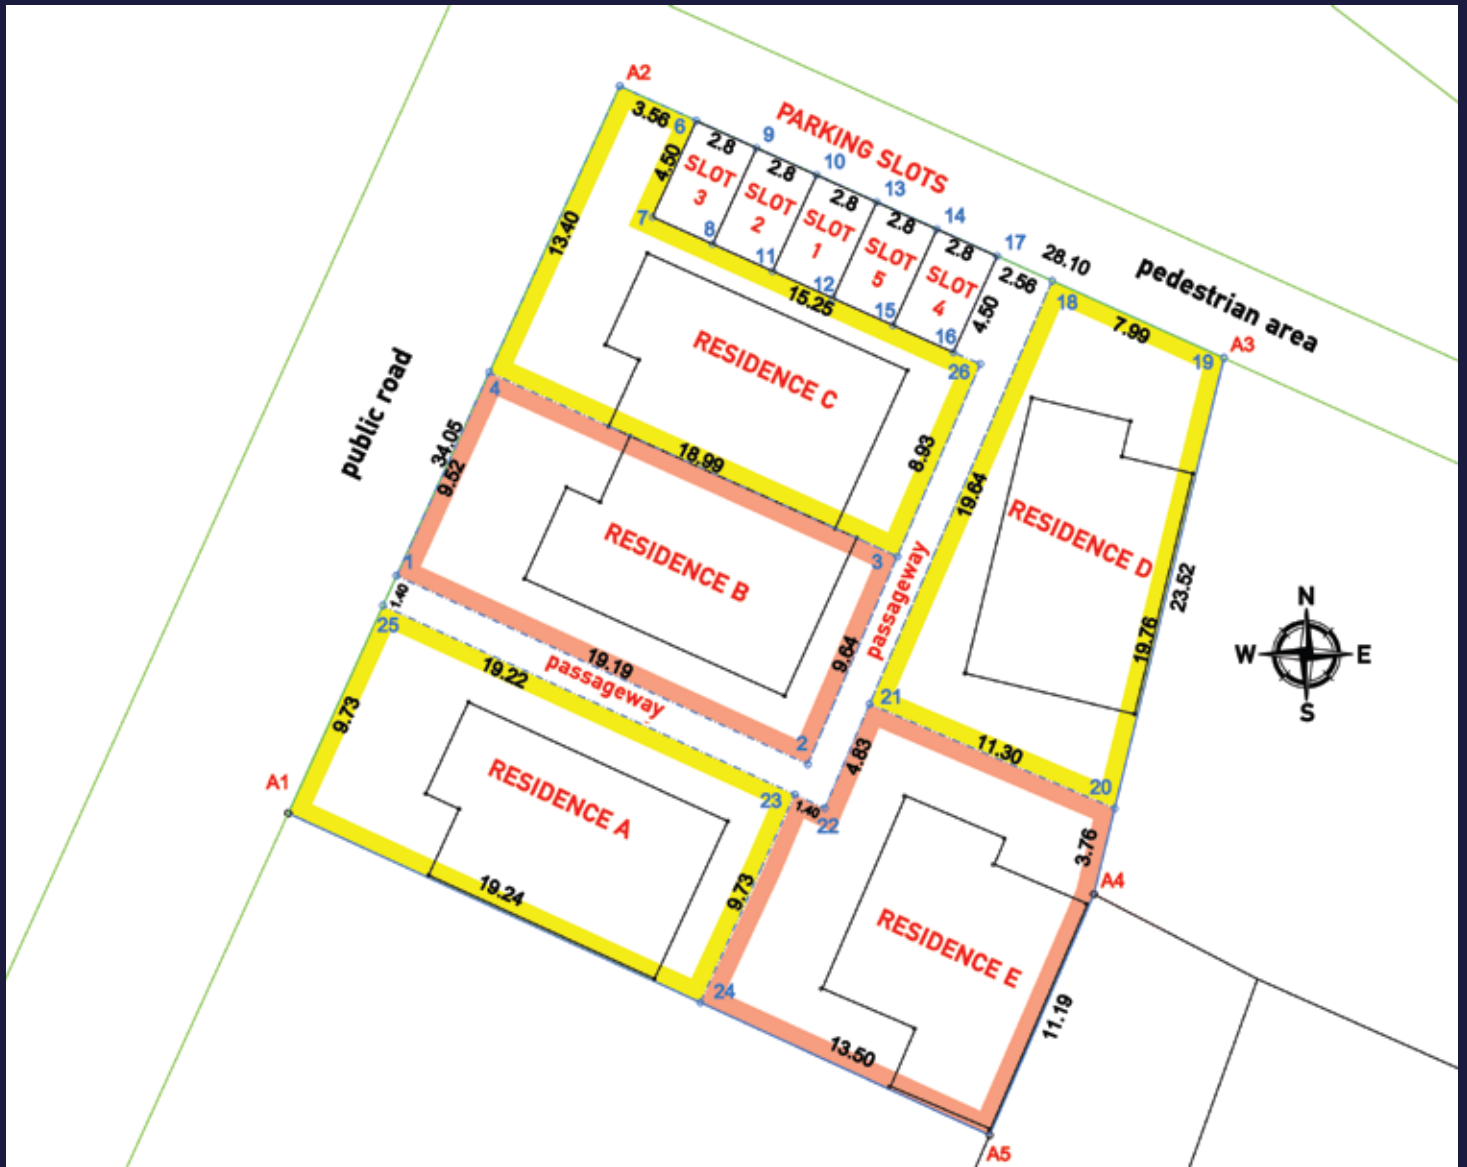 A2
3.56
6
PARKING SLOTS
9
2.8
10
2.8
13
2.8
14
2.8
17
2.8
2.56
28.10
pedestrian area
4.50
SLOT
3
SLOT
2
SLOT
1
SLOT
5
SLOT
4
4.50
7
8
11
12
15
16
26
18
7.99
19
A3
13.40
15.25
RESIDENCE C
public road
4
34.05
9.52
18.99
8.93
19.64
RESIDENCE D
RESIDENCE B
3
passageway
23.52
19.76
N
W
E
S
1
1.40
25
19.19
passageway
19.22
9.64
2
21
11.30
20
4.83
9.73
A1
RESIDENCE A
23
1.40
22
3.76
A4
19.24
9.73
24
RESIDENCE E
11.19
13.50
A5